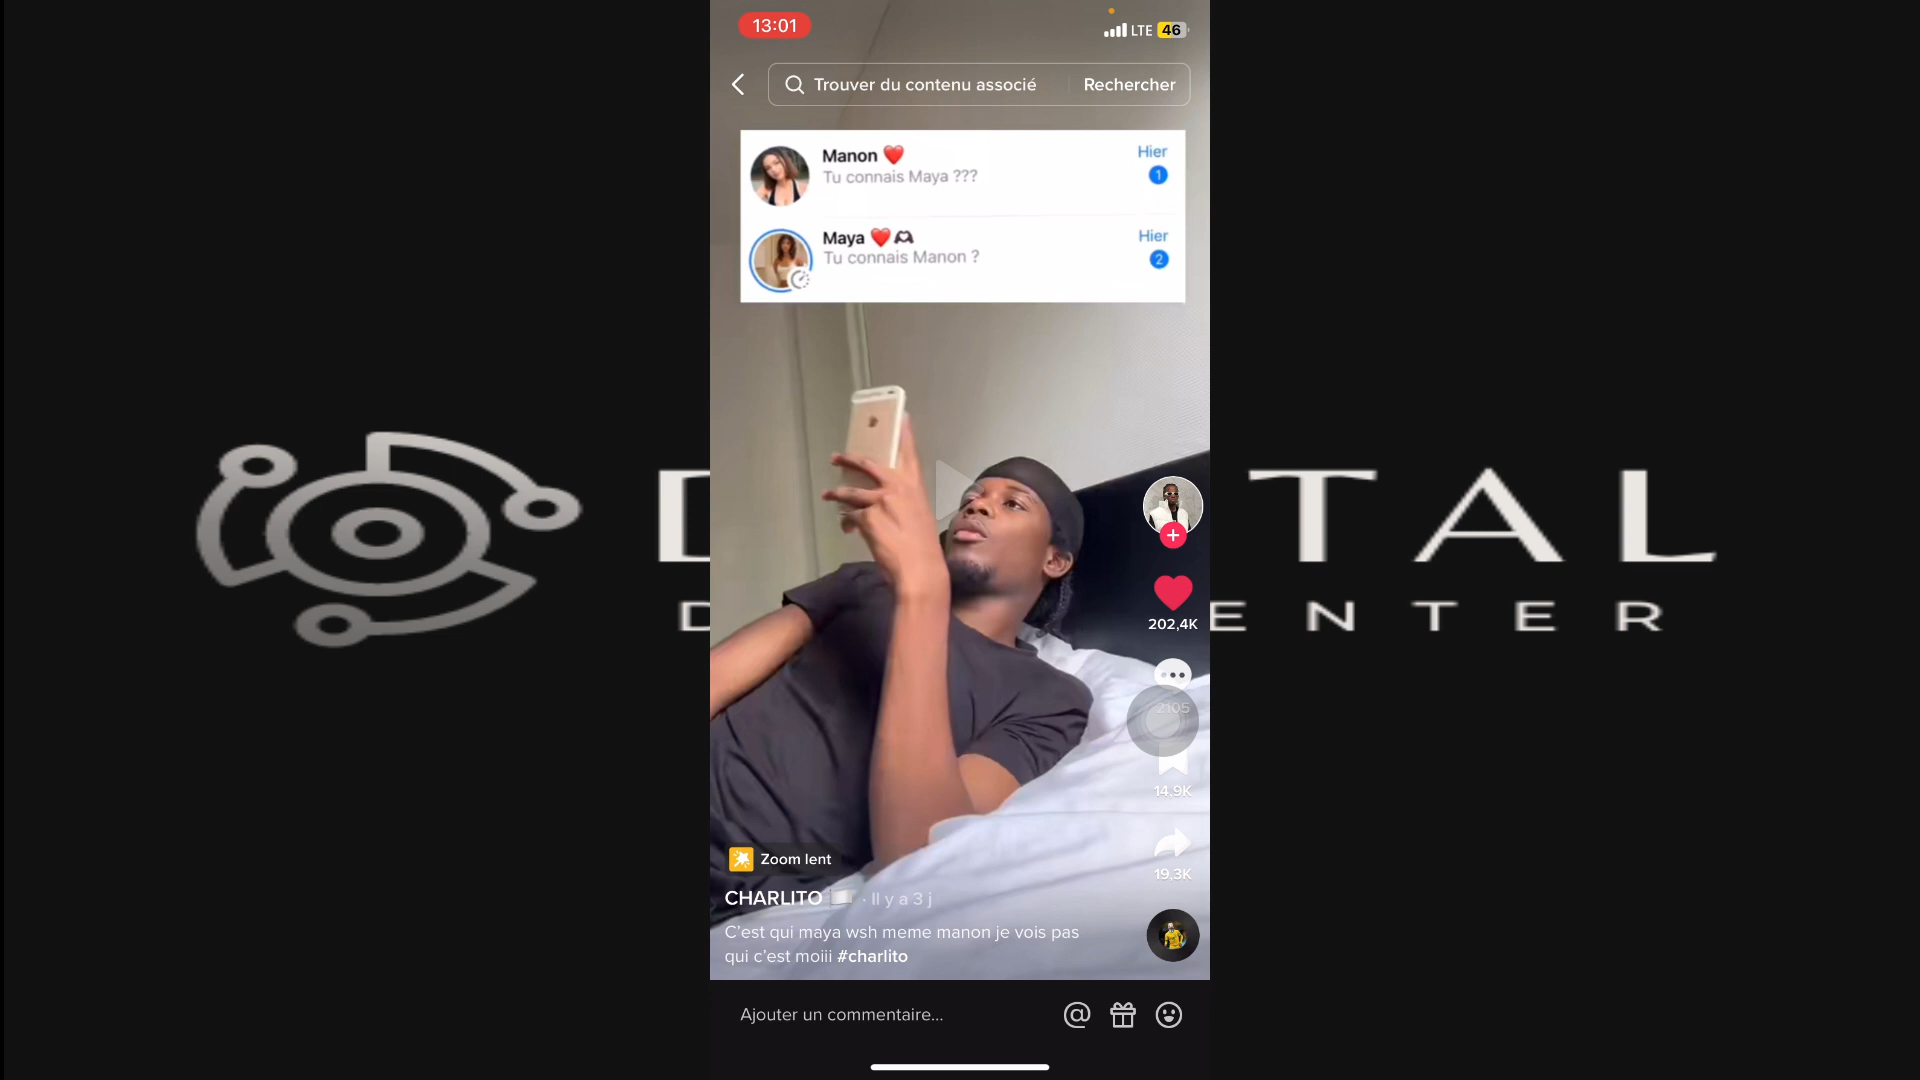 13:01
LTE 46
Trouver du contenu associé
Rechercher
Manon ❤️
Hier
Tu connais Maya ???
1
Maya ❤️🫶
Hier
Tu connais Manon ?
2
D TAL
ENTER
202,4K
2105
14.9K
19,3K
Zoom lent
CHARLITO · Il y a 3 j
C'est qui maya wsh meme manon je vois pas
qui c'est moiii #charlito
Ajouter un commentaire...